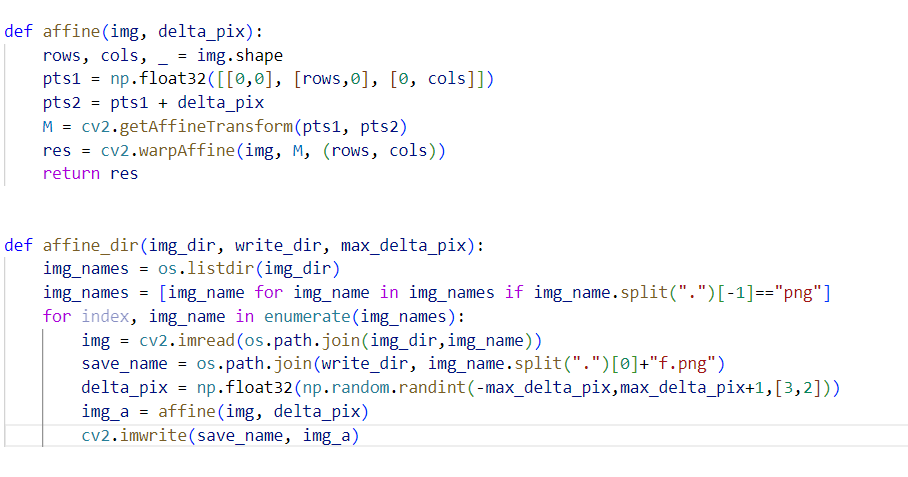 def affine(img, delta_pix):
    rows, cols, _ = img.shape
    pts1 = np.float32([[0,0], [rows,0], [0, cols]])
    pts2 = pts1 + delta_pix
    M = cv2.getAffineTransform(pts1, pts2)
    res = cv2.warpAffine(img, M, (rows, cols))
    return res
def affine_dir(img_dir, write_dir, max_delta_pix):
    img_names = os.listdir(img_dir)
    img_names = [img_name for img_name in img_names if img_name.split(".")[-1]=="png"]
    for index, img_name in enumerate(img_names):
        img = cv2.imread(os.path.join(img_dir,img_name))
        save_name = os.path.join(write_dir, img_name.split(".")[0]+"f.png")
        delta_pix = np.float32(np.random.randint(-max_delta_pix,max_delta_pix+1,[3,2]))
        img_a = affine(img, delta_pix)
        cv2.imwrite(save_name, img_a)